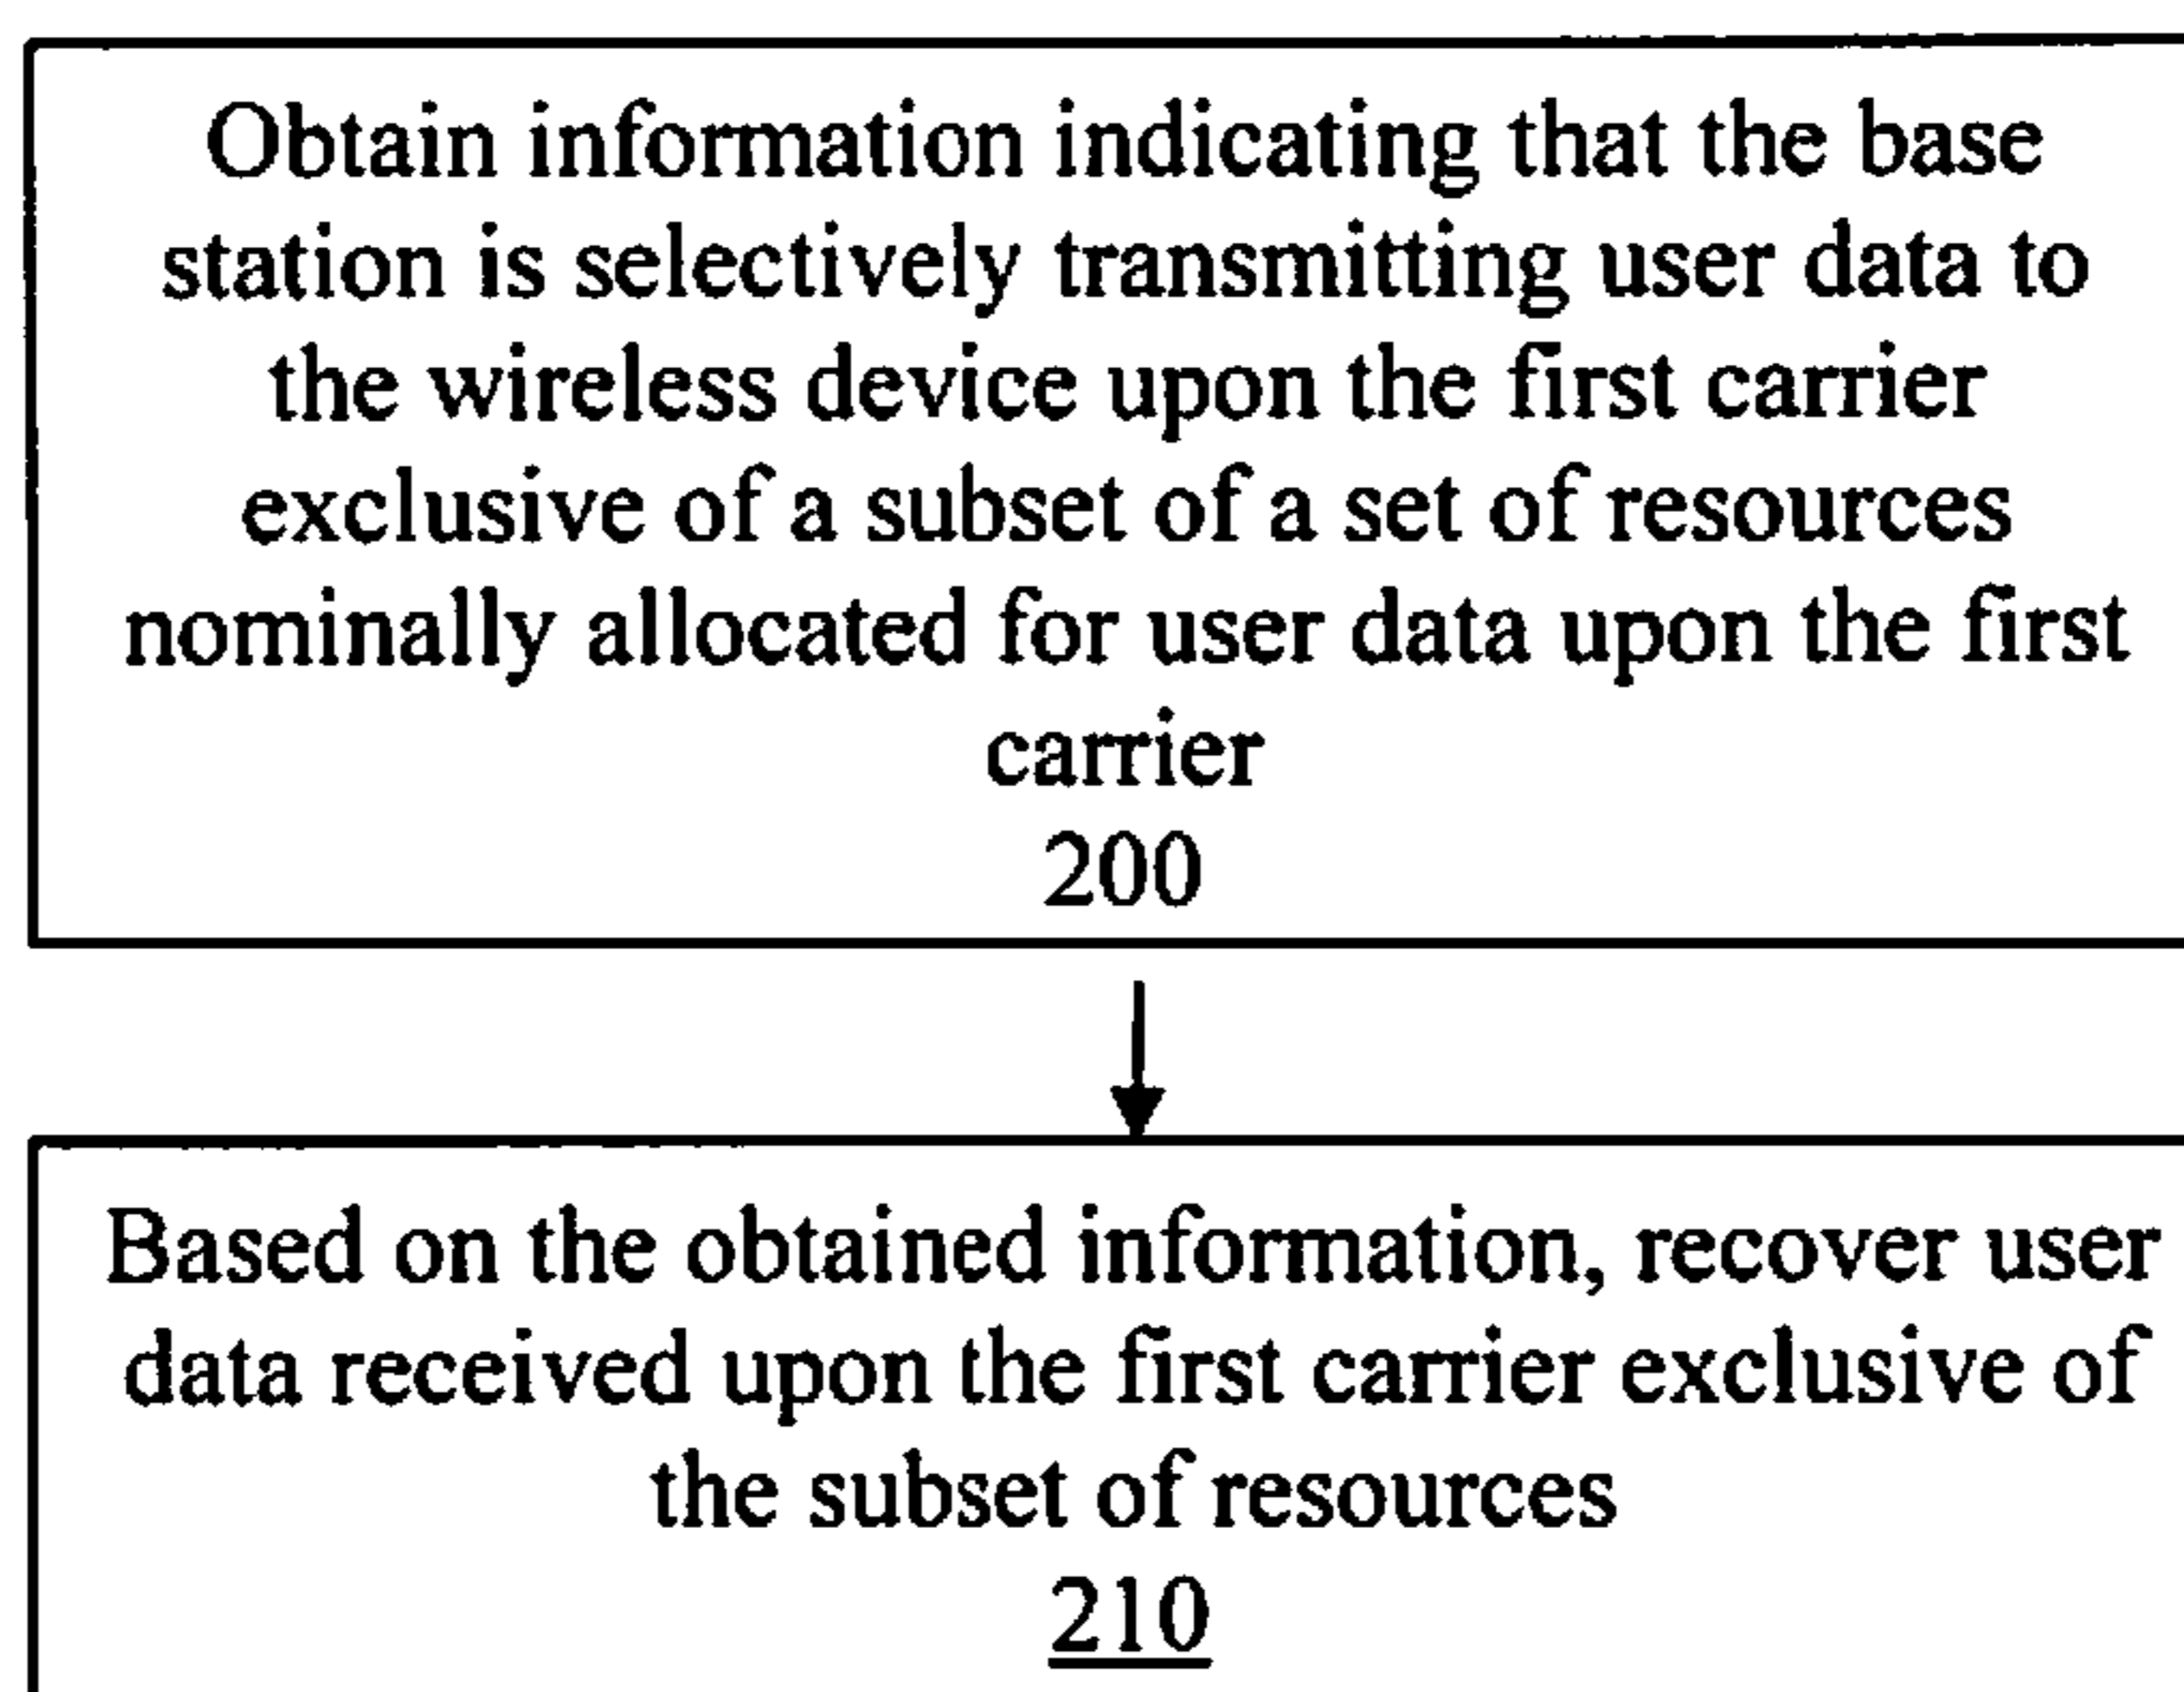 Obtain information indicating that the base
station is selectively transmitting user data to
the wireless device upon the first carrier
exclusive of a subset of a set of resources
nominally allocated for user data upon the first
carrier
200
Based on the obtained information, recover user
data received upon the first carrier exclusive of
the subset of resources
210